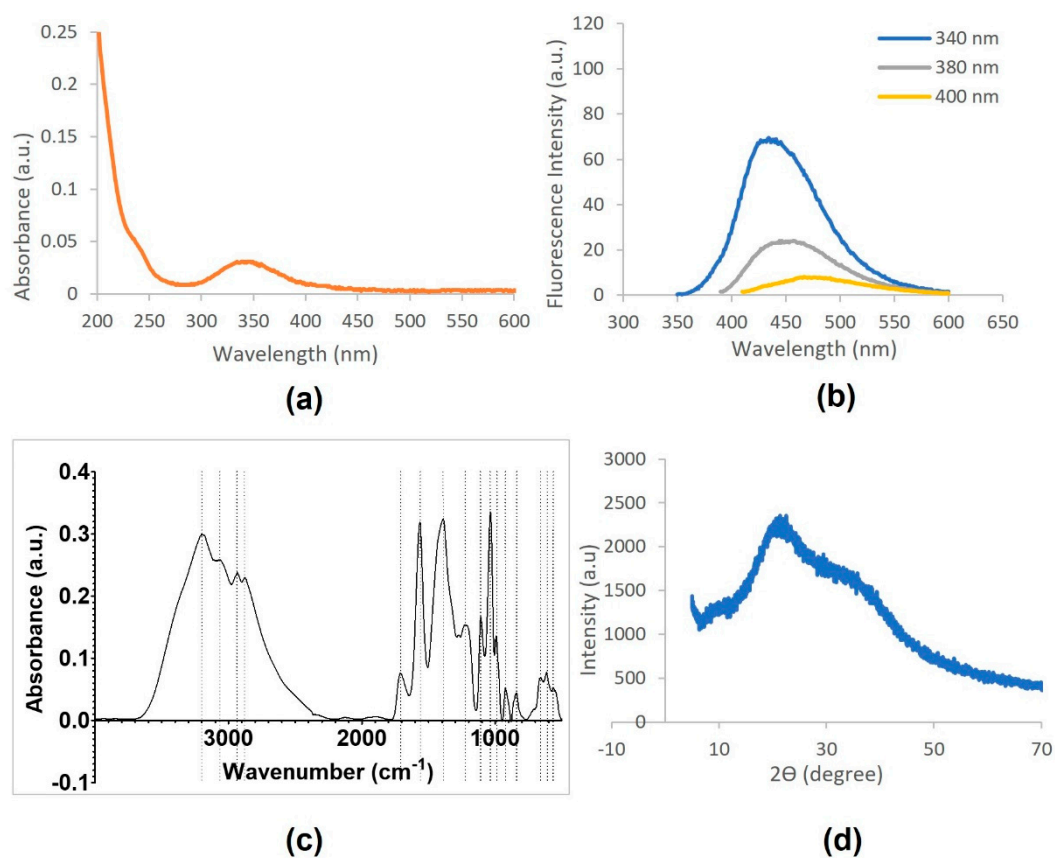 0.25
0.2
0.15
0.1
0.05
0
Absorbance (a.u.)
200 250 300 350 400 450 500 550 600
Wavelength (nm)
(a)
120
100
80
60
40
20
0
Fluorescence Intensity (a.u.)
340 nm
380 nm
400 nm
300 350 400 450 500 550 600 650
Wavelength (nm)
(b)
0.4
0.3
0.2
0.1
0.0
-0.1
Absorbance (a.u.)
3000 2000 1000
Wavenumber (cm-1)
(c)
3000
2500
2000
1500
1000
500
0
Intensity (a.u)
-10 10 30 50 70
2Θ (degree)
(d)